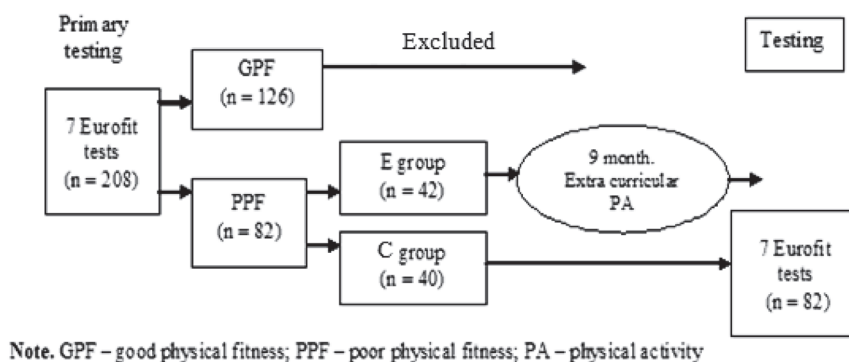 Primary
testing
7 Eurofit
tests
(n = 208)
GPF
(n = 126)
Excluded
PPF
(n = 82)
E group
(n = 42)
C group
(n = 40)
9 month.
Extra curricular
PA
Testing
7 Eurofit
tests
(n = 82)
Note. GPF – good physical fitness; PPF – poor physical fitness; PA – physical activity